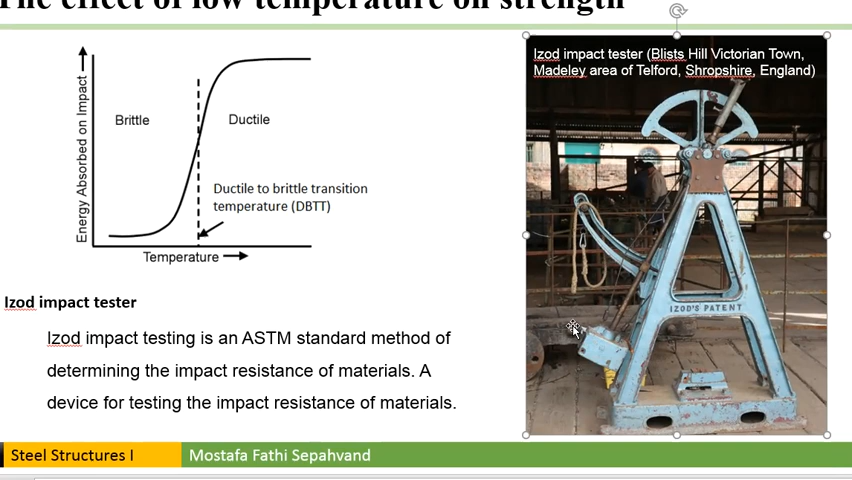 The effect of low temperature on strength
Energy Absorbed on Impact
Brittle
Ductile
Ductile to brittle transition
temperature (DBTT)
Temperature
Izod impact tester (Blists Hill Victorian Town,
Madeley area of Telford, Shropshire, England)
IZOD'S PATENT
Izod impact tester
Izod impact testing is an ASTM standard method of
determining the impact resistance of materials. A
device for testing the impact resistance of materials.
Steel Structures I
Mostafa Fathi Sepahvand